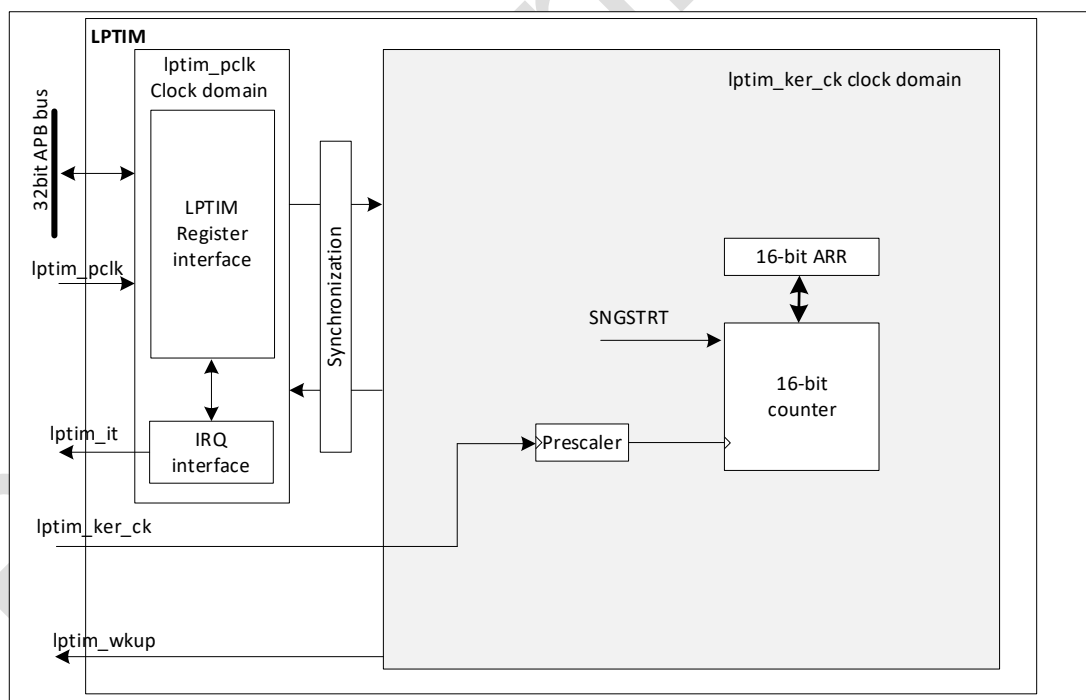 LPTIM
lptim_pclk
Clock domain
lptim_ker_ck clock domain
32bit APB bus
LPTIM
Register
interface
Synchronization
16-bit ARR
lptim_pclk
SNGSTRT
16-bit
counter
lptim_it
IRQ
interface
Prescaler
lptim_ker_ck
lptim_wkup